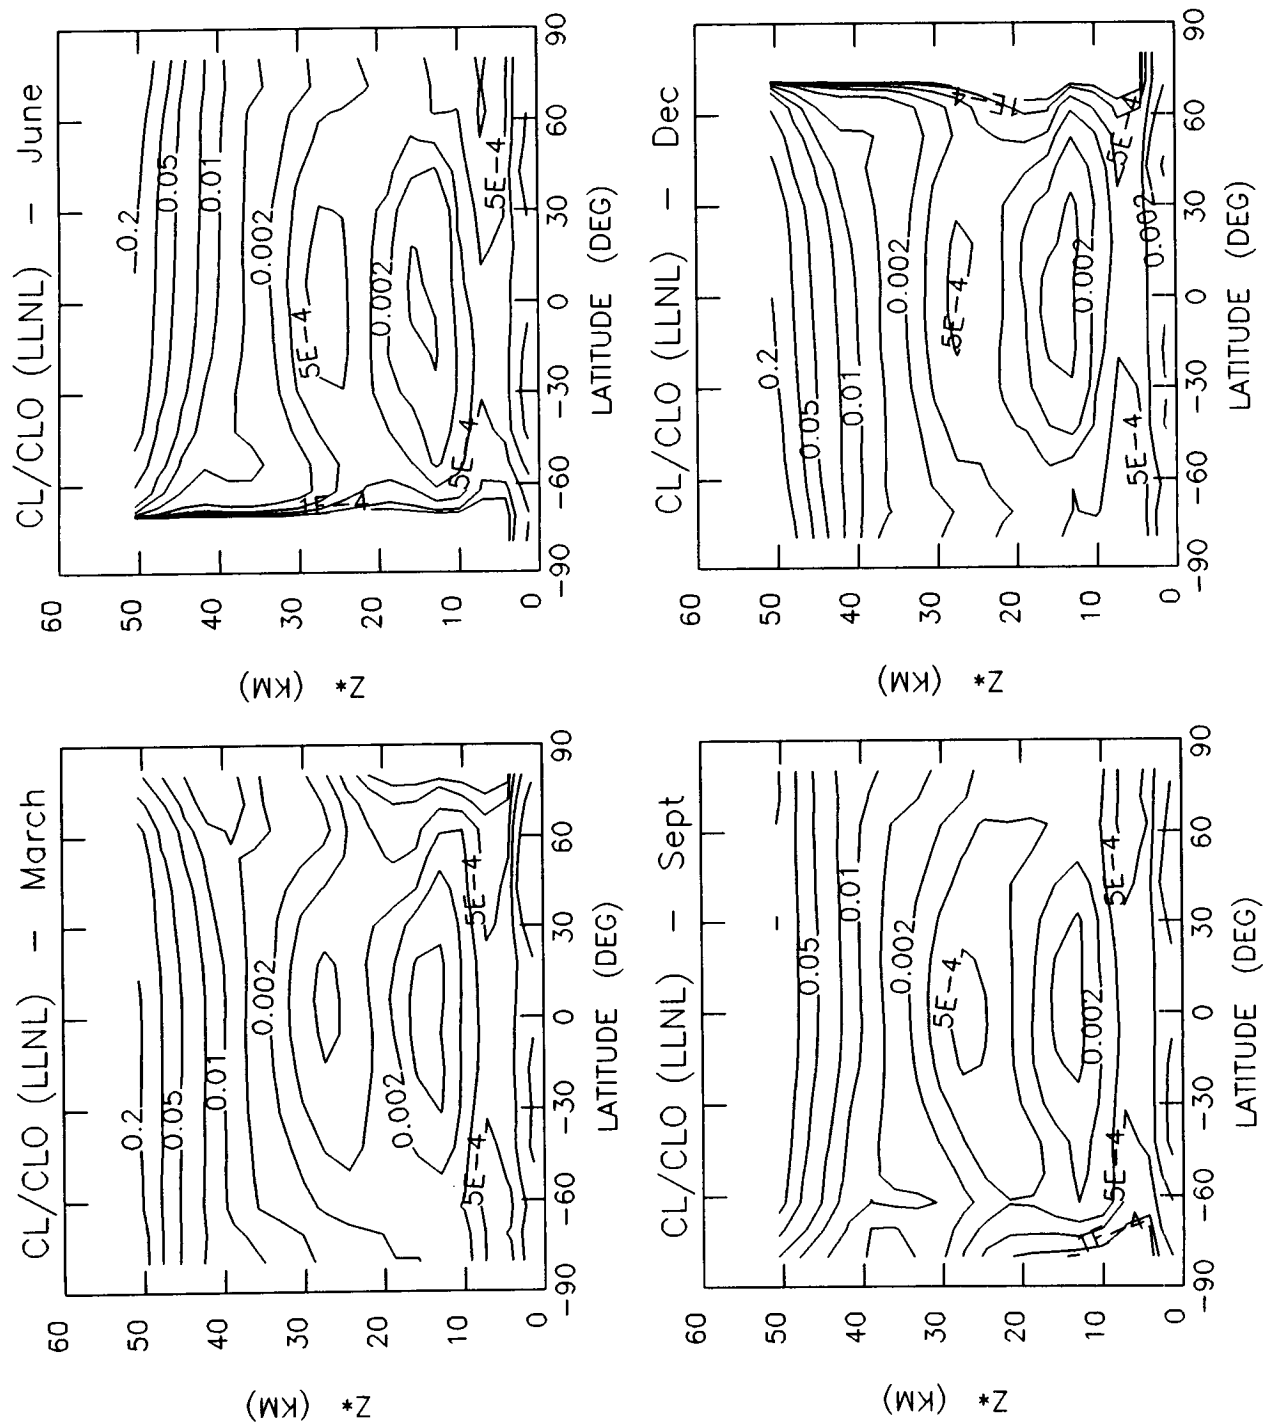 CL/CLO (LLNL) — March
60
50
40
30
20
10
0
Z*
(KM)
0.2
0.05
0.01
0.002
0.002
5E-4
5E-4
-90
-60
-30
0
30
60
90
LATITUDE (DEG)
CL/CLO (LLNL) — June
60
50
40
30
20
10
0
Z*
(KM)
0.2
0.05
0.01
0.002
5E-4
0.002
1E-4
5E-4
5E-4
-90
-60
-30
0
30
60
90
LATITUDE (DEG)
CL/CLO (LLNL) — Sept
60
50
40
30
20
10
0
Z*
(KM)
0.05
0.01
0.002
5E-4
0.002
5E-4
5E-4
1E-4
-90
-60
-30
0
30
60
90
LATITUDE (DEG)
CL/CLO (LLNL) — Dec
60
50
40
30
20
10
0
Z*
(KM)
0.2
0.05
0.01
0.002
5E-4
0.002
5E-4
5E-4
0.002
-90
-60
-30
0
30
60
90
LATITUDE (DEG)